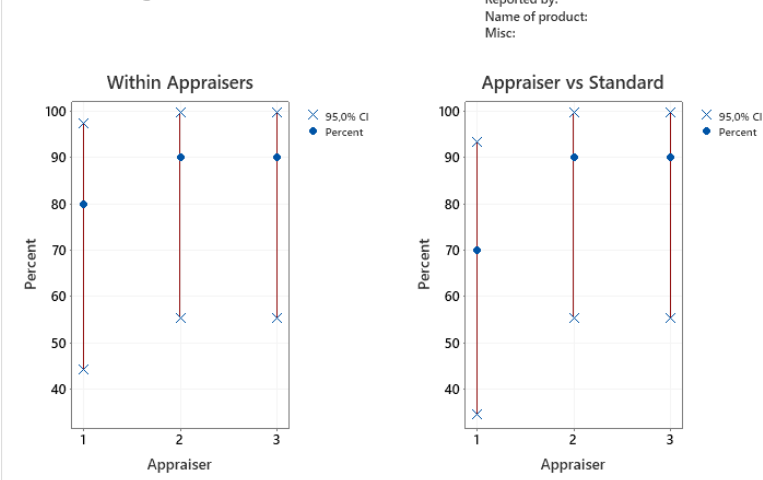 Reported by:
Name of product:
Misc:
Within Appraisers
95,0% CI
Percent
100
90
80
70
60
50
40
Percent
1 2 3
Appraiser
Appraiser vs Standard
95,0% CI
Percent
100
90
80
70
60
50
40
Percent
1 2 3
Appraiser